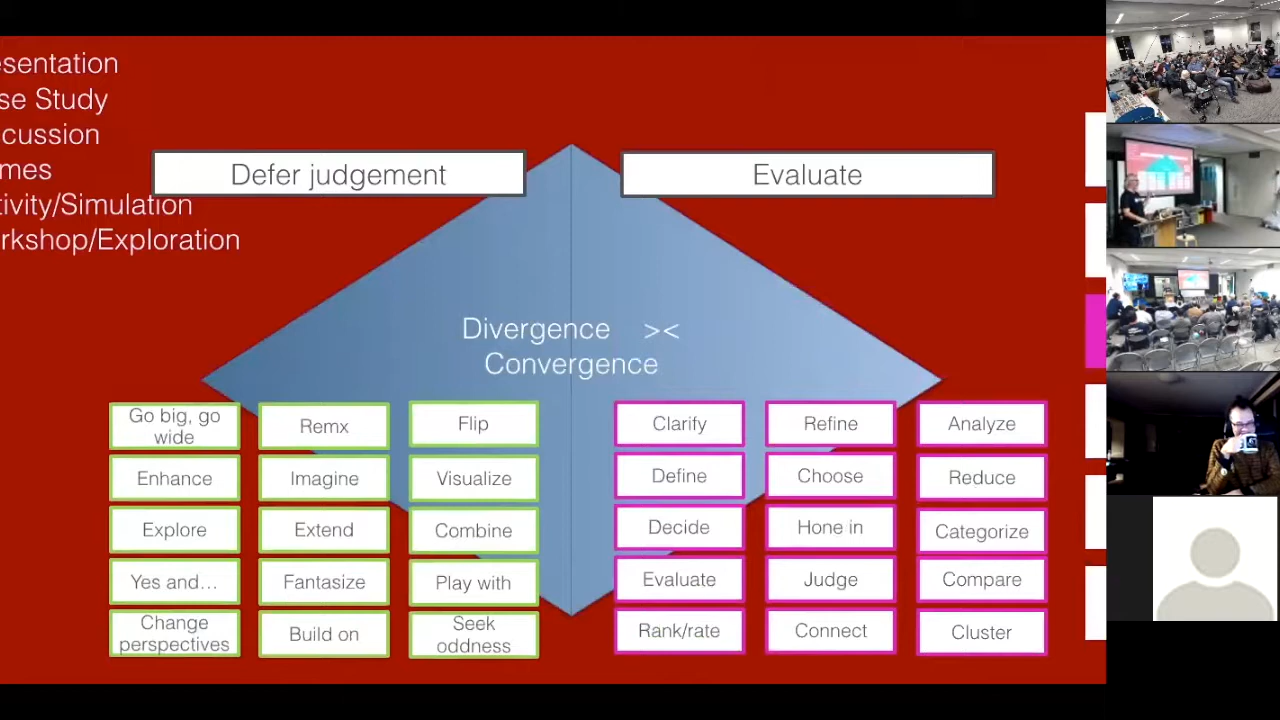 esentation
se Study
cussion
mes
tivity/Simulation
rkshop/Exploration
Defer judgement
Evaluate
Divergence ><
Convergence
Go big, go
wide
Remx
Flip
Enhance
Imagine
Visualize
Explore
Extend
Combine
Yes and…
Fantasize
Play with
Change
perspectives
Build on
Seek
oddness
Clarify
Refine
Analyze
Define
Choose
Reduce
Decide
Hone in
Categorize
Evaluate
Judge
Compare
Rank/rate
Connect
Cluster